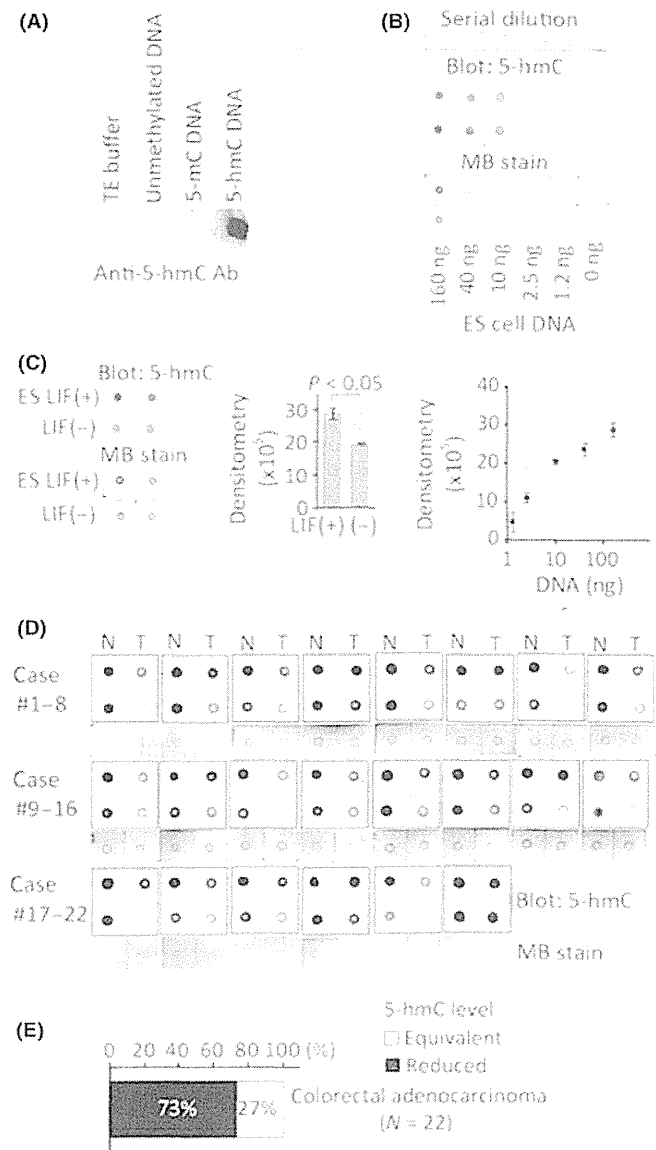 (A)
TE buffer
Unmethylated DNA
5-mC DNA
5-hmC DNA
Anti-5-hmC Ab
(B)
Serial dilution
Blot: 5-hmC
MB stain
160 ng
40 ng
10 ng
2.5 ng
1.2 ng
0 ng
ES cell DNA
(C)
Blot: 5-hmC
ES LIF(+)
LIF(−)
MB stain
ES LIF(+)
LIF(−)
P < 0.05
Densitometry
(x10³)
30
20
10
0
LIF(+) (−)
Densitometry
(x10³)
40
30
20
10
0
1 10 100
DNA (ng)
(D)
N T N T N T N T N T N T N T N T
Case
#1–8
Case
#9–16
Case
#17–22
Blot: 5-hmC
MB stain
(E)
5-hmC level
Equivalent
Reduced
0 20 40 60 80 100 (%)
73% 27%
Colorectal adenocarcinoma
(N = 22)